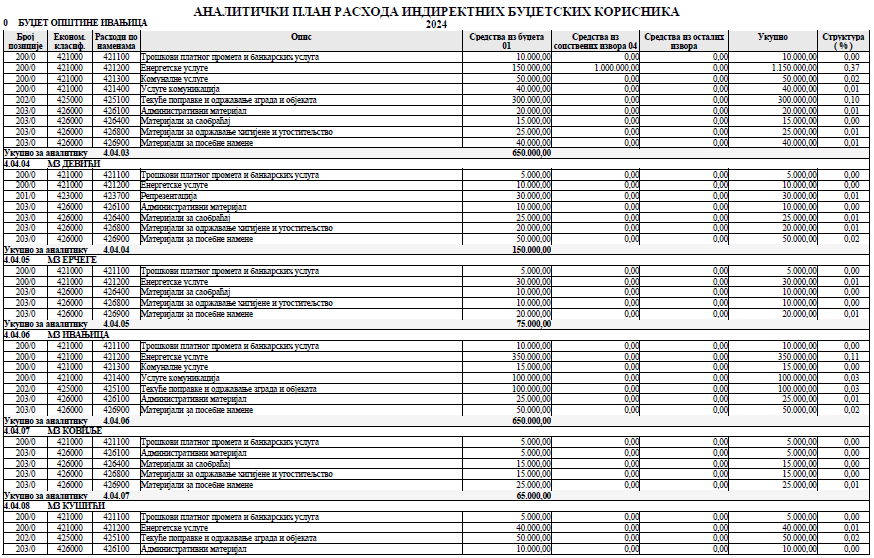 АНАЛИТИЧКИ ПЛАН РАСХОДА ИНДИРЕКТНИХ БУЏЕТСКИХ КОРИСНИКА
0 БУЏЕТ ОПШТИНЕ ИВАЊИЦА 2024
Број позиције Економ. класиф. Расходи по наменама Опис Средства из буџета 01 Средства из сопствених извора 04 Средства из осталих извора Укупно Структура ( % )
200/0 421000 421100 Трошкови платног промета и банкарских услуга 10.000,00 0,00 0,00 10.000,00 0,00
200/0 421000 421200 Енергетске услуге 150.000,00 1.000.000,00 0,00 1.150.000,00 0,37
200/0 421000 421300 Комуналне услуге 50.000,00 0,00 0,00 50.000,00 0,02
200/0 421000 421400 Услуге комуникација 40.000,00 0,00 0,00 40.000,00 0,01
202/0 425000 425100 Текуће поправке и одржавање зграда и објеката 300.000,00 0,00 0,00 300.000,00 0,10
203/0 426000 426100 Административни материјал 20.000,00 0,00 0,00 20.000,00 0,01
203/0 426000 426400 Материјали за саобраћај 15.000,00 0,00 0,00 15.000,00 0,00
203/0 426000 426800 Материјали за одржавање хигијене и угоститељство 25.000,00 0,00 0,00 25.000,00 0,01
203/0 426000 426900 Материјали за посебне намене 40.000,00 0,00 0,00 40.000,00 0,01
Укупно за аналитику 4.04.03 650.000,00
4.04.04 МЗ ДЕВИЋИ
200/0 421000 421100 Трошкови платног промета и банкарских услуга 5.000,00 0,00 0,00 5.000,00 0,00
200/0 421000 421200 Енергетске услуге 10.000,00 0,00 0,00 10.000,00 0,00
201/0 423000 423700 Репрезентација 30.000,00 0,00 0,00 30.000,00 0,01
203/0 426000 426100 Административни материјал 10.000,00 0,00 0,00 10.000,00 0,00
203/0 426000 426400 Материјали за саобраћај 25.000,00 0,00 0,00 25.000,00 0,01
203/0 426000 426800 Материјали за одржавање хигијене и угоститељство 20.000,00 0,00 0,00 20.000,00 0,01
203/0 426000 426900 Материјали за посебне намене 50.000,00 0,00 0,00 50.000,00 0,02
Укупно за аналитику 4.04.04 150.000,00
4.04.05 МЗ ЕРЧЕГЕ
200/0 421000 421100 Трошкови платног промета и банкарских услуга 5.000,00 0,00 0,00 5.000,00 0,00
200/0 421000 421200 Енергетске услуге 30.000,00 0,00 0,00 30.000,00 0,01
203/0 426000 426400 Материјали за саобраћај 10.000,00 0,00 0,00 10.000,00 0,00
203/0 426000 426800 Материјали за одржавање хигијене и угоститељство 10.000,00 0,00 0,00 10.000,00 0,00
203/0 426000 426900 Материјали за посебне намене 20.000,00 0,00 0,00 20.000,00 0,01
Укупно за аналитику 4.04.05 75.000,00
4.04.06 МЗ ИВАЊИЦА
200/0 421000 421100 Трошкови платног промета и банкарских услуга 10.000,00 0,00 0,00 10.000,00 0,00
200/0 421000 421200 Енергетске услуге 350.000,00 0,00 0,00 350.000,00 0,11
200/0 421000 421300 Комуналне услуге 15.000,00 0,00 0,00 15.000,00 0,00
200/0 421000 421400 Услуге комуникација 100.000,00 0,00 0,00 100.000,00 0,03
202/0 425000 425100 Текуће поправке и одржавање зграда и објеката 100.000,00 0,00 0,00 100.000,00 0,03
203/0 426000 426100 Административни материјал 25.000,00 0,00 0,00 25.000,00 0,01
203/0 426000 426900 Материјали за посебне намене 50.000,00 0,00 0,00 50.000,00 0,02
Укупно за аналитику 4.04.06 650.000,00
4.04.07 МЗ КОВИЉЕ
200/0 421000 421100 Трошкови платног промета и банкарских услуга 5.000,00 0,00 0,00 5.000,00 0,00
203/0 426000 426100 Административни материјал 5.000,00 0,00 0,00 5.000,00 0,00
203/0 426000 426400 Материјали за саобраћај 15.000,00 0,00 0,00 15.000,00 0,00
203/0 426000 426800 Материјали за одржавање хигијене и угоститељство 15.000,00 0,00 0,00 15.000,00 0,00
203/0 426000 426900 Материјали за посебне намене 25.000,00 0,00 0,00 25.000,00 0,01
Укупно за аналитику 4.04.07 65.000,00
4.04.08 МЗ КУШИЋИ
200/0 421000 421100 Трошкови платног промета и банкарских услуга 5.000,00 0,00 0,00 5.000,00 0,00
200/0 421000 421200 Енергетске услуге 40.000,00 0,00 0,00 40.000,00 0,01
202/0 425000 425100 Текуће поправке и одржавање зграда и објеката 50.000,00 0,00 0,00 50.000,00 0,02
203/0 426000 426100 Административни материјал 10.000,00 0,00 0,00 10.000,00 0,00